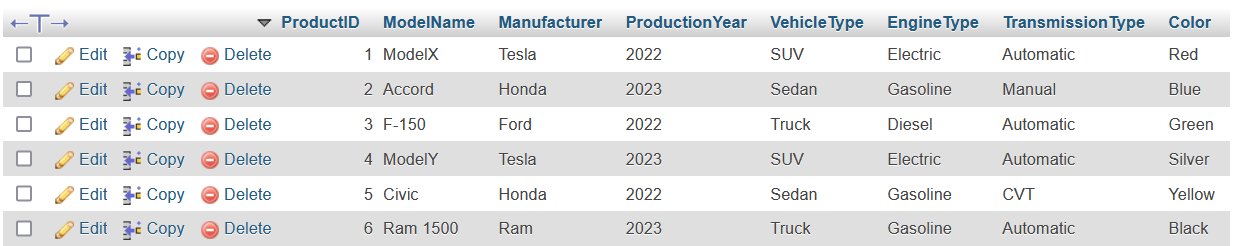 ProductID ModelName Manufacturer ProductionYear VehicleType EngineType TransmissionType Color
Edit Copy Delete 1 ModelX Tesla 2022 SUV Electric Automatic Red
Edit Copy Delete 2 Accord Honda 2023 Sedan Gasoline Manual Blue
Edit Copy Delete 3 F-150 Ford 2022 Truck Diesel Automatic Green
Edit Copy Delete 4 ModelY Tesla 2023 SUV Electric Automatic Silver
Edit Copy Delete 5 Civic Honda 2022 Sedan Gasoline CVT Yellow
Edit Copy Delete 6 Ram 1500 Ram 2023 Truck Gasoline Automatic Black